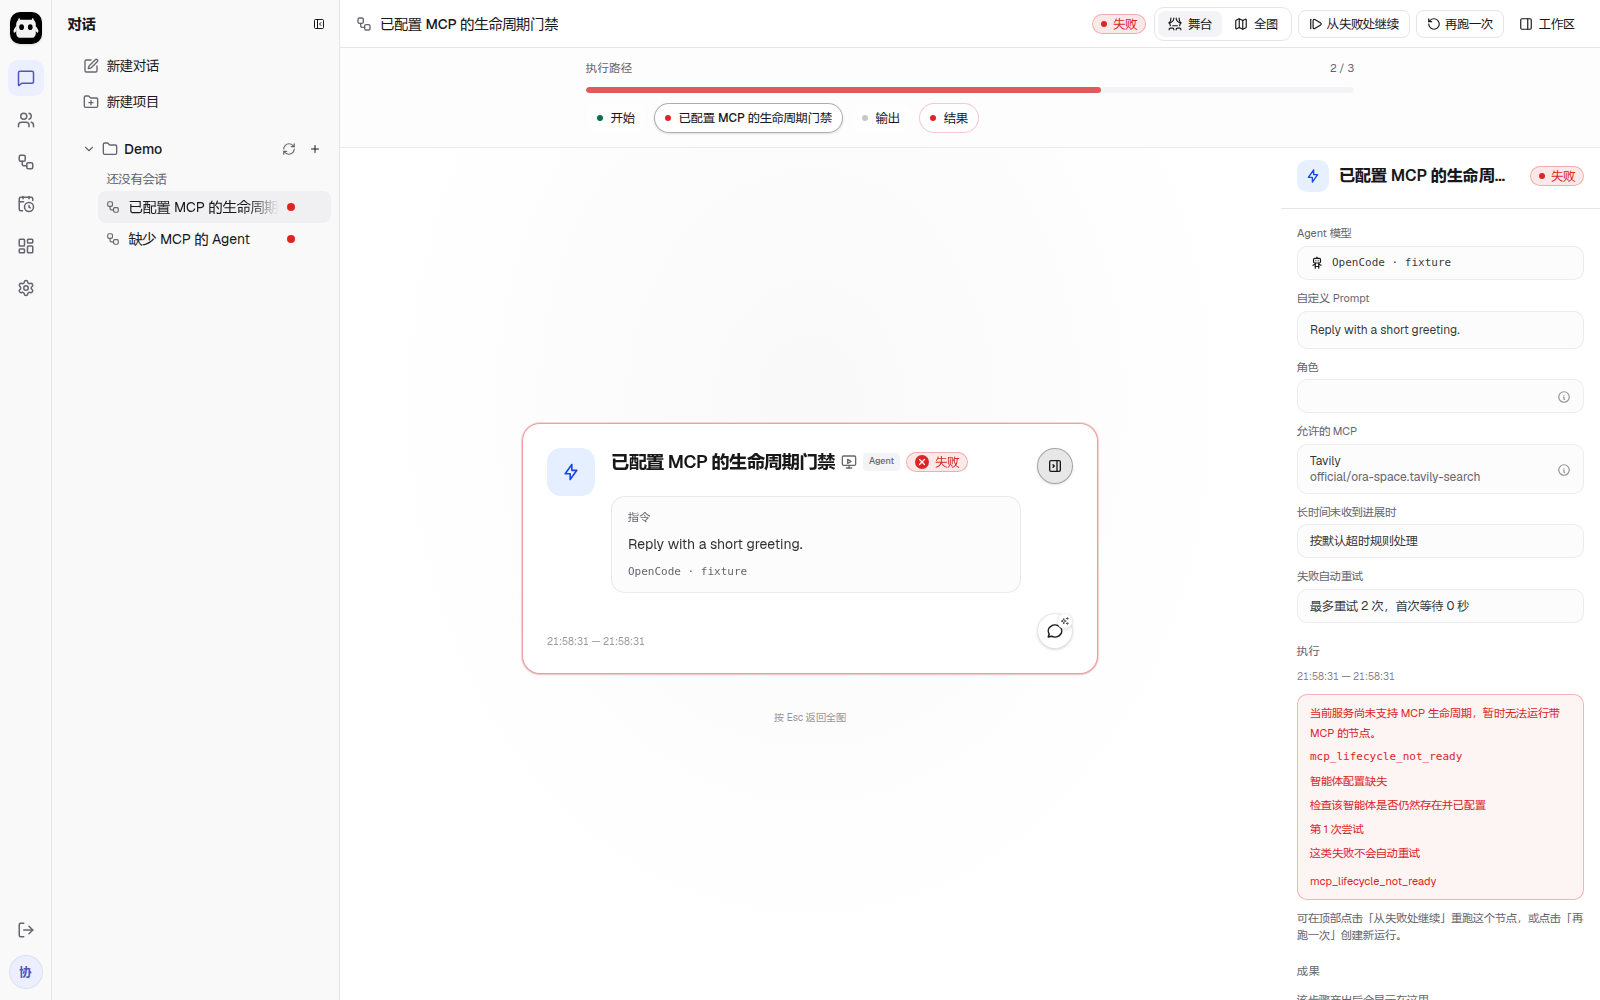 对话
新建对话
新建项目
Demo
还没有会话
已配置 MCP 的生命周期
缺少 MCP 的 Agent
协
已配置 MCP 的生命周期门禁
失败
舞台
全图
从失败处继续
再跑一次
工作区
执行路径
2 / 3
开始
已配置 MCP 的生命周期门禁
输出
结果
已配置 MCP 的生命周期门禁
Agent
失败
指令
Reply with a short greeting.
OpenCode · fixture
21:58:31 — 21:58:31
按 Esc 返回全图
已配置 MCP 的生命周...
失败
Agent 模型
OpenCode · fixture
自定义 Prompt
Reply with a short greeting.
角色
允许的 MCP
Tavily
official/ora-space.tavily-search
长时间未收到进展时
按默认超时规则处理
失败自动重试
最多重试 2 次，首次等待 0 秒
执行
21:58:31 — 21:58:31
当前服务尚未支持 MCP 生命周期，暂时无法运行带
MCP 的节点。
mcp_lifecycle_not_ready
智能体配置缺失
检查该智能体是否仍然存在并已配置
第 1 次尝试
这类失败不会自动重试
mcp_lifecycle_not_ready
可在顶部点击「从失败处继续」重跑这个节点，或点击「再
跑一次」创建新运行。
成果
该步骤产出后会显示在这里